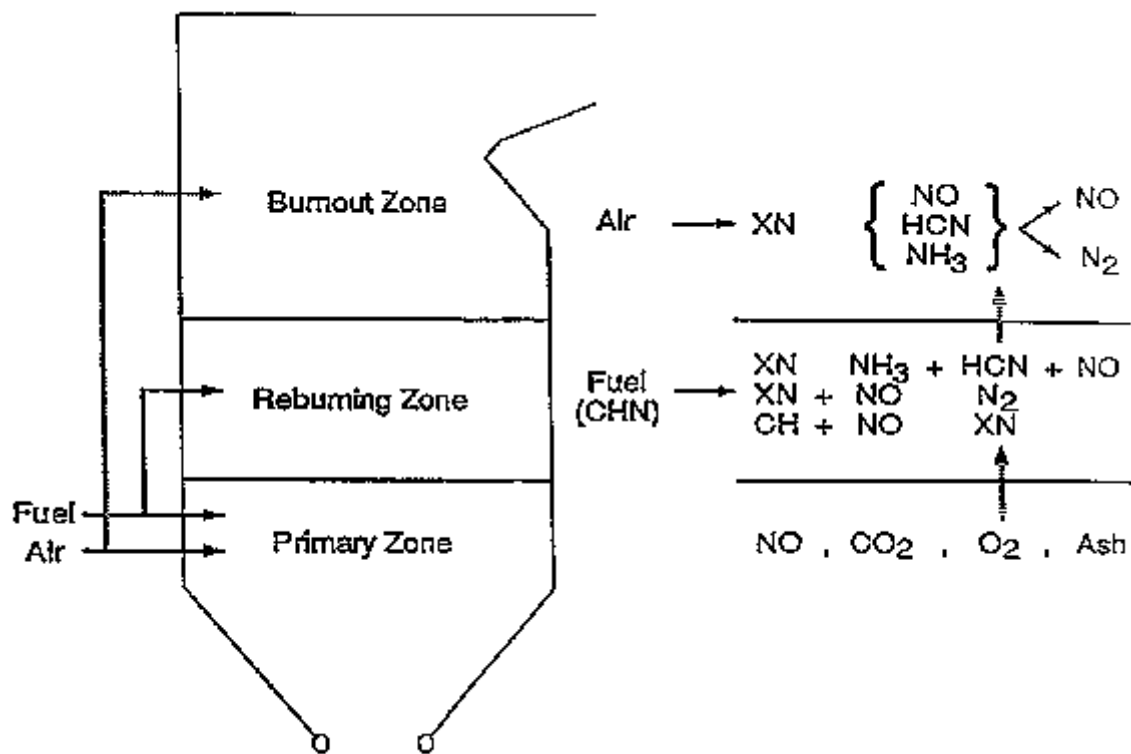 Burnout Zone
Air
XN
{ NO HCN NH3 }
NO
N2
Reburning Zone
Fuel (CHN)
XN NH3 + HCN + NO
XN + NO N2
CH + NO XN
Fuel
Air
Primary Zone
NO , CO2 , O2 , Ash